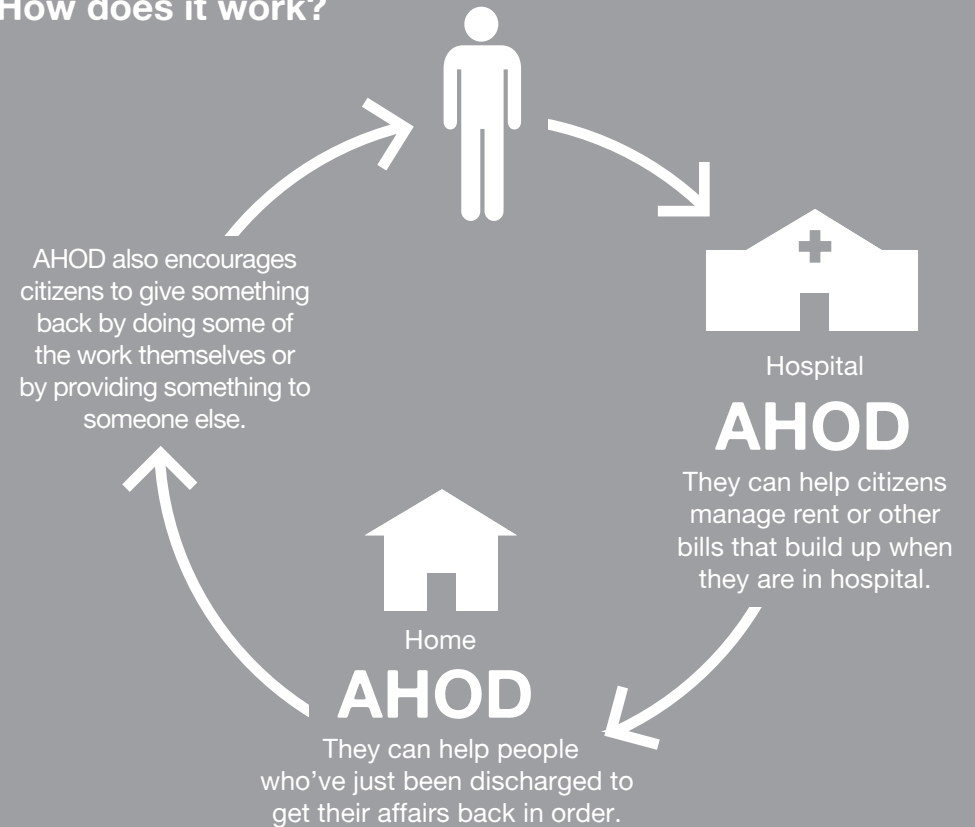 How does it work?
Hospital
AHOD
They can help citizens
manage rent or other
bills that build up when
they are in hospital.
Home
AHOD
They can help people
who've just been discharged to
get their affairs back in order.
AHOD also encourages
citizens to give something
back by doing some of
the work themselves or
by providing something to
someone else.